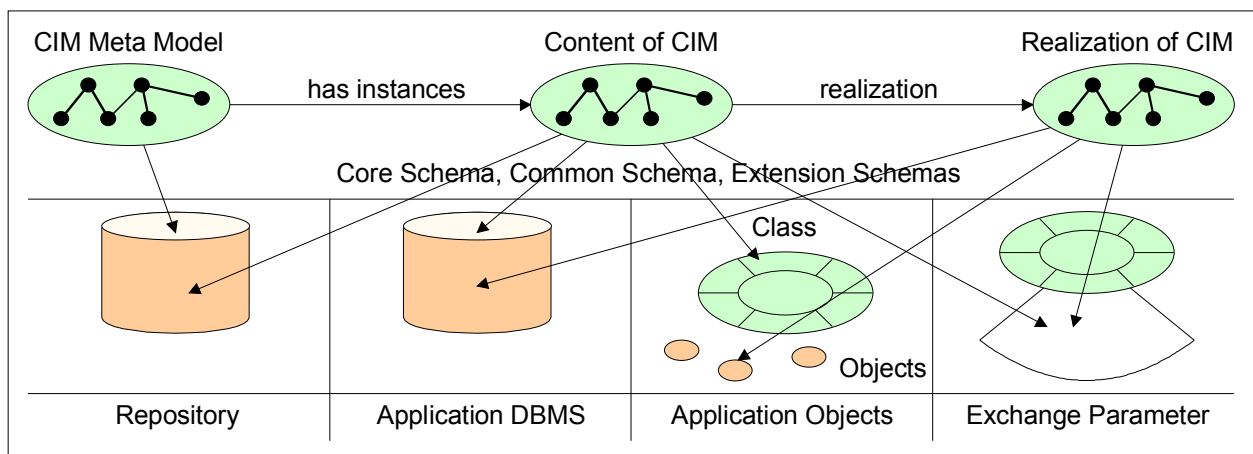 CIM Meta Model
Content of CIM
Realization of CIM
has instances
realization
Core Schema, Common Schema, Extension Schemas
Class
Objects
Repository
Application DBMS
Application Objects
Exchange Parameter